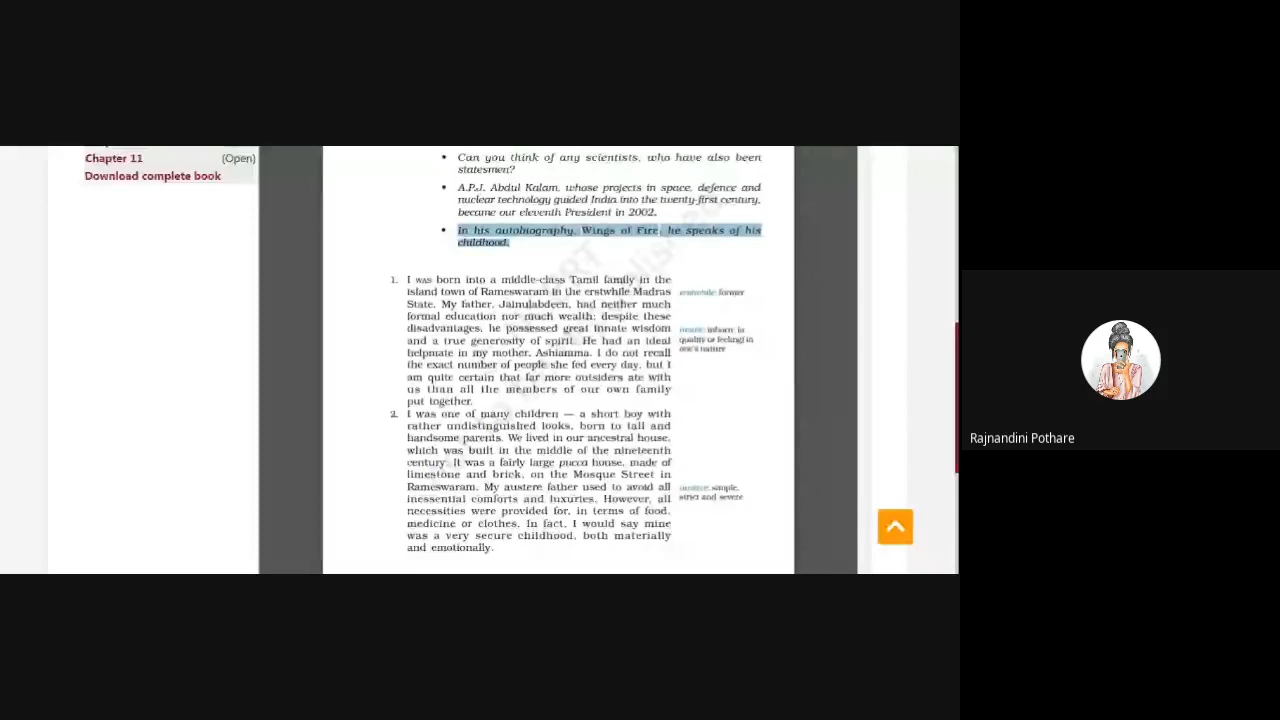 Chapter 11 (Open)
Download complete book
• Can you think of any scientists, who have also been
statesmen?
• A.P.J. Abdul Kalam, whose projects in space, defence and
nuclear technology guided India into the twenty-first century,
became our eleventh President in 2002.
• In his autobiography, Wings of Fire, he speaks of his
childhood.
1. I was born into a middle-class Tamil family in the
island town of Rameswaram in the erstwhile Madras
State. My father, Jainulabdeen, had neither much
formal education nor much wealth; despite these
disadvantages, he possessed great innate wisdom
and a true generosity of spirit. He had an ideal
helpmate in my mother, Ashiamma. I do not recall
the exact number of people she fed every day, but I
am quite certain that far more outsiders ate with
us than all the members of our own family
put together.
erstwhile: former
innate: inborn; (a
quality or feeling) in
one's nature
2. I was one of many children — a short boy with
rather undistinguished looks, born to tall and
handsome parents. We lived in our ancestral house,
which was built in the middle of the nineteenth
century. It was a fairly large pucca house, made of
limestone and brick, on the Mosque Street in
Rameswaram. My austere father used to avoid all
inessential comforts and luxuries. However, all
necessities were provided for, in terms of food,
medicine or clothes. In fact, I would say mine
was a very secure childhood, both materially
and emotionally.
austere: simple,
strict and severe
Rajnandini Pothare